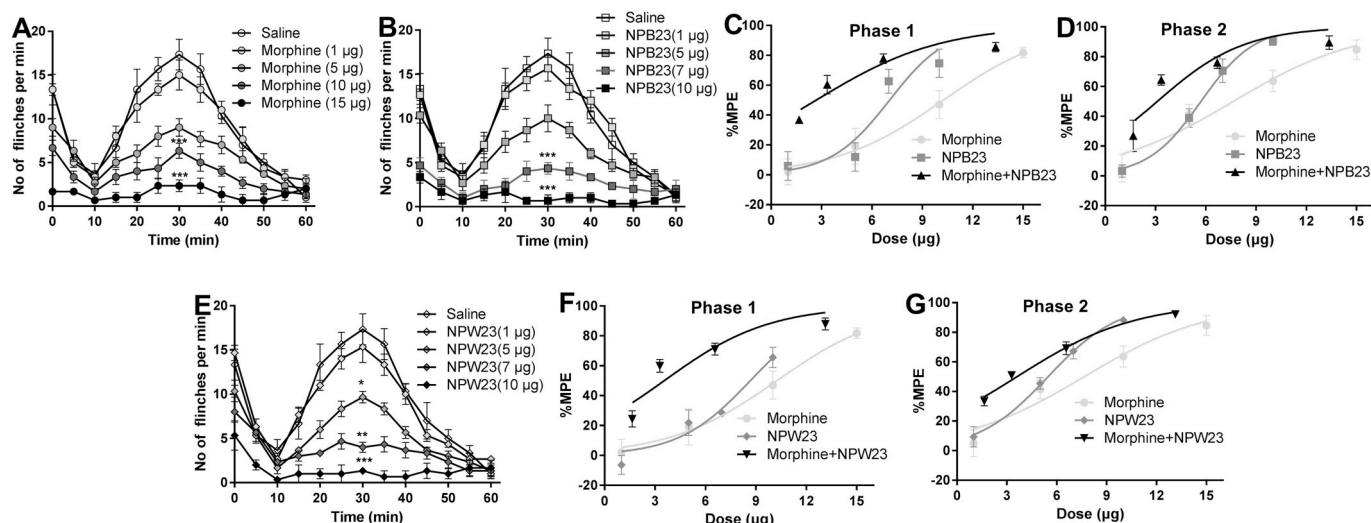 A
No of flinches per min
20
15
10
5
0
0 10 20 30 40 50 60
Time (min)
Saline
Morphine (1 µg)
Morphine (5 µg)
Morphine (10 µg)
Morphine (15 µg)
***
***
B
No of flinches per min
20
15
10
5
0
0 10 20 30 40 50 60
Time (min)
Saline
NPB23(1 µg)
NPB23(5 µg)
NPB23(7 µg)
NPB23(10 µg)
***
***
C
Phase 1
%MPE
100
80
60
40
20
0
-20
3 6 9 12 15
Dose (µg)
Morphine
NPB23
Morphine+NPB23
D
Phase 2
%MPE
100
80
60
40
20
0
-20
3 6 9 12 15
Dose (µg)
Morphine
NPB23
Morphine+NPB23
E
No of flinches per min
20
15
10
5
0
0 10 20 30 40 50 60
Time (min)
Saline
NPW23(1 µg)
NPW23(5 µg)
NPW23(7 µg)
NPW23(10 µg)
*
**
***
F
Phase 1
%MPE
100
80
60
40
20
0
-20
3 6 9 12 15
Dose (µg)
Morphine
NPW23
Morphine+NPW23
G
Phase 2
%MPE
100
80
60
40
20
0
-20
3 6 9 12 15
Dose (µg)
Morphine
NPW23
Morphine+NPW23